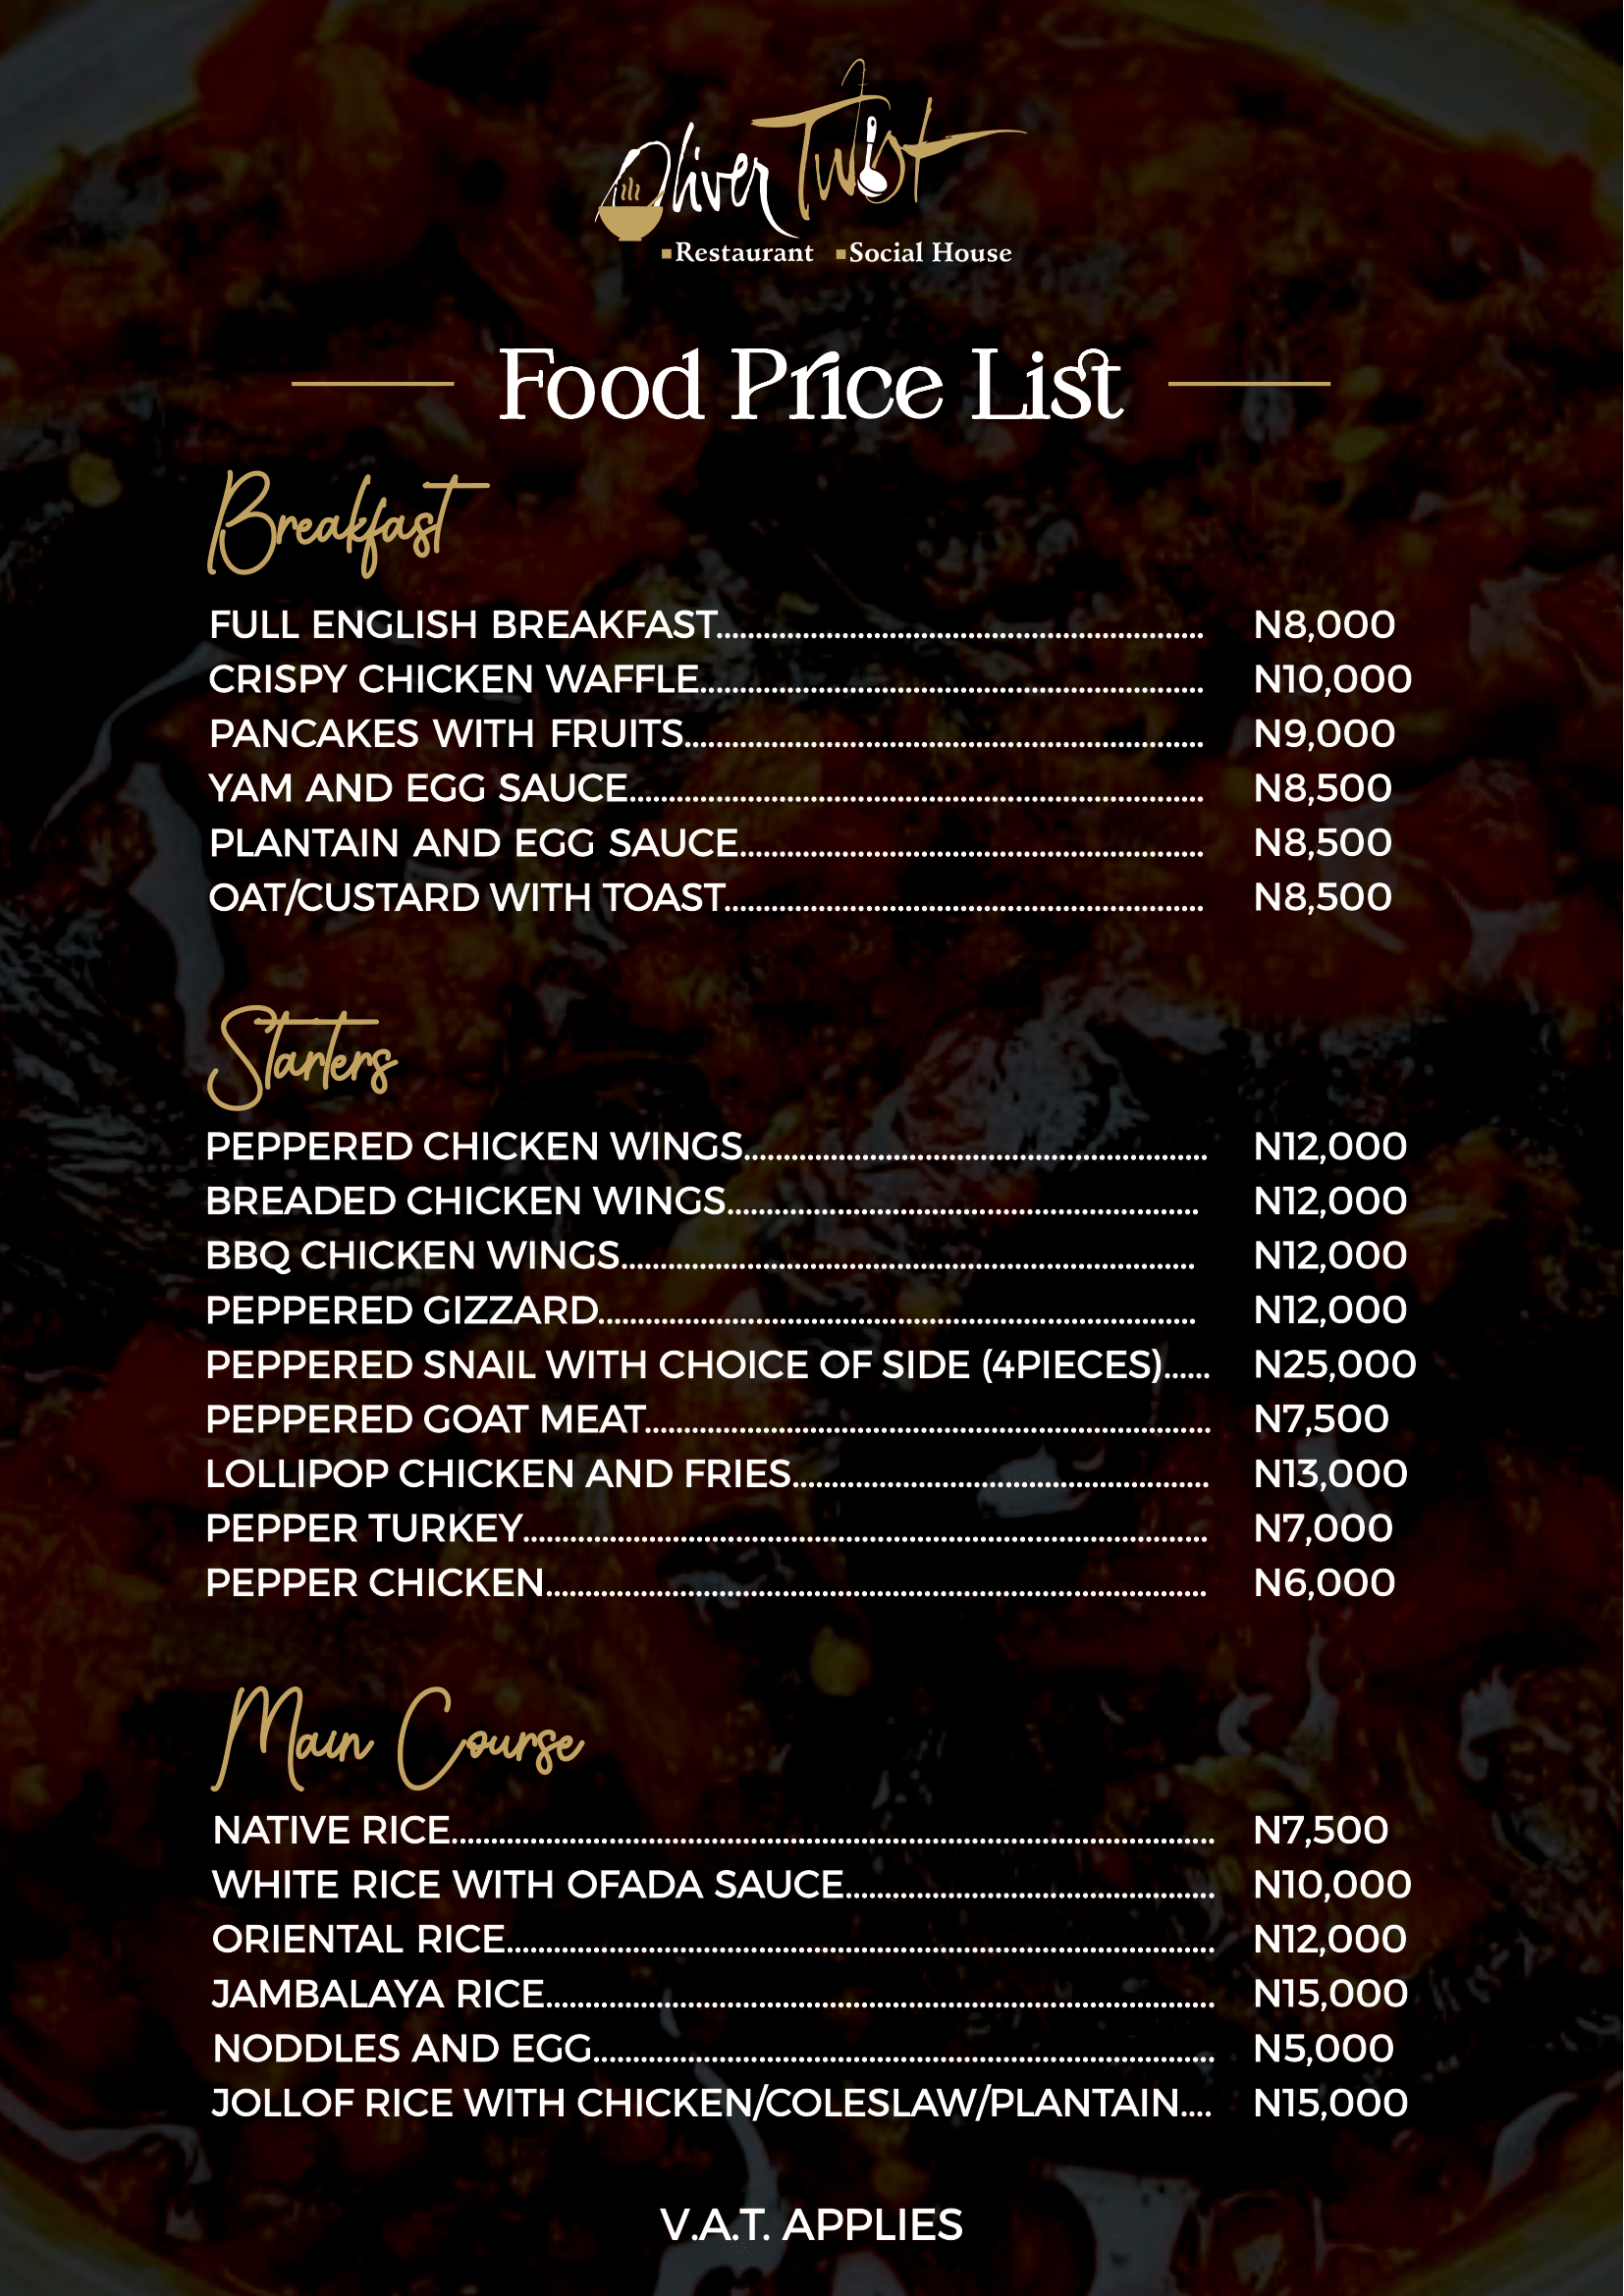 Oliver Twist
Restaurant Social House
Food Price List
Breakfast
FULL ENGLISH BREAKFAST.............................................................. N8,000
CRISPY CHICKEN WAFFLE................................................................ N10,000
PANCAKES WITH FRUITS.................................................................. N9,000
YAM AND EGG SAUCE......................................................................... N8,500
PLANTAIN AND EGG SAUCE........................................................... N8,500
OAT/CUSTARD WITH TOAST............................................................. N8,500
Starters
PEPPERED CHICKEN WINGS........................................................... N12,000
BREADED CHICKEN WINGS............................................................ N12,000
BBQ CHICKEN WINGS......................................................................... N12,000
PEPPERED GIZZARD............................................................................ N12,000
PEPPERED SNAIL WITH CHOICE OF SIDE (4PIECES)...... N25,000
PEPPERED GOAT MEAT........................................................................ N7,500
LOLLIPOP CHICKEN AND FRIES..................................................... N13,000
PEPPER TURKEY....................................................................................... N7,000
PEPPER CHICKEN.................................................................................... N6,000
Main Course
NATIVE RICE................................................................................................. N7,500
WHITE RICE WITH OFADA SAUCE............................................... N10,000
ORIENTAL RICE.......................................................................................... N12,000
JAMBALAYA RICE..................................................................................... N15,000
NODDLES AND EGG............................................................................... N5,000
JOLLOF RICE WITH CHICKEN/COLESLAW/PLANTAIN.... N15,000
V.A.T. APPLIES